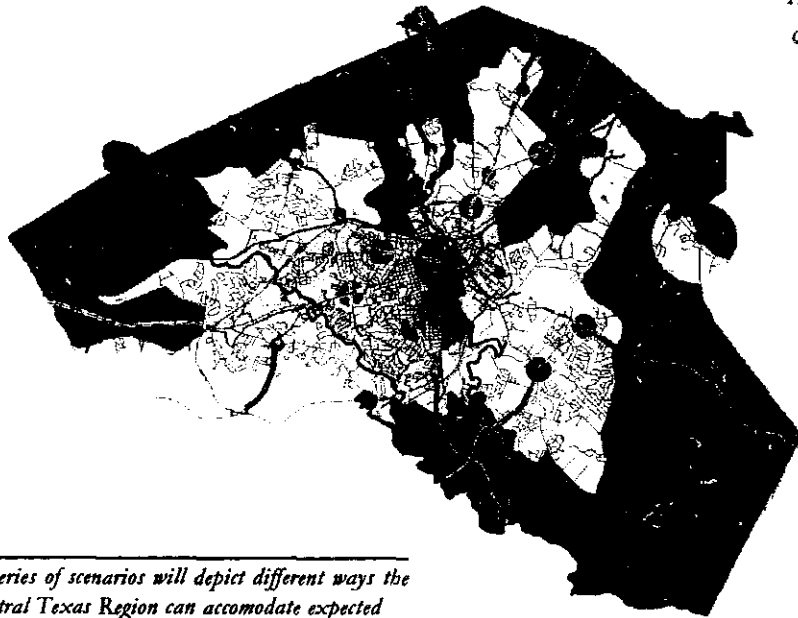 eries of scenarios will depict different ways the
tral Texas Region can accomodate expected